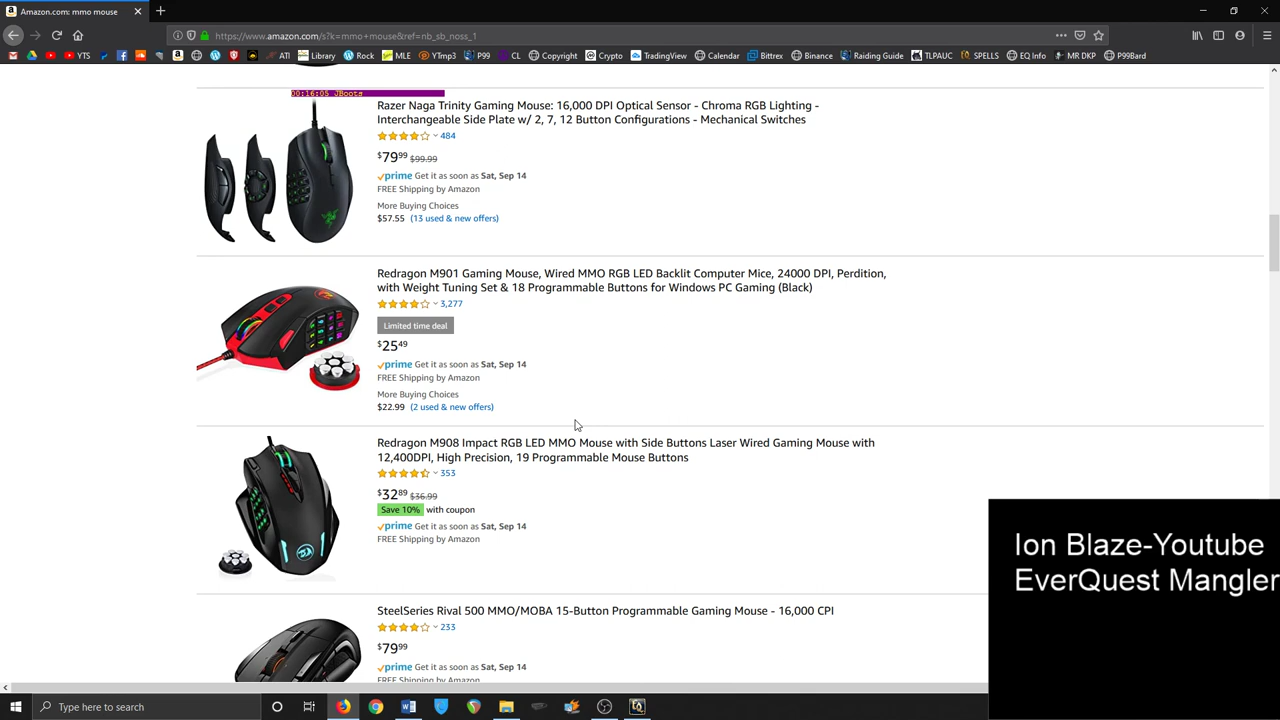 Amazon.com: mmo mouse
https://www.amazon.com/s?k=mmo+mouse&ref=nb_sb_noss_1
YTS
ATI
Library
Rock
MLE
YTmp3
P99
CL
Copyright
Crypto
TradingView
Calendar
Bittrex
Binance
Raiding Guide
TLPAUC
SPELLS
EQ Info
MR DKP
P99Bard
00:16:05 JBoots
Razer Naga Trinity Gaming Mouse: 16,000 DPI Optical Sensor - Chroma RGB Lighting -
Interchangeable Side Plate w/ 2, 7, 12 Button Configurations - Mechanical Switches
484
$79.99 $99.99
prime Get it as soon as Sat, Sep 14
FREE Shipping by Amazon
More Buying Choices
$57.55 (13 used & new offers)
Redragon M901 Gaming Mouse, Wired MMO RGB LED Backlit Computer Mice, 24000 DPI, Perdition,
with Weight Tuning Set & 18 Programmable Buttons for Windows PC Gaming (Black)
3,277
Limited time deal
$25.49
prime Get it as soon as Sat, Sep 14
FREE Shipping by Amazon
More Buying Choices
$22.99 (2 used & new offers)
Redragon M908 Impact RGB LED MMO Mouse with Side Buttons Laser Wired Gaming Mouse with
12,400DPI, High Precision, 19 Programmable Mouse Buttons
353
$32.89 $36.99
Save 10% with coupon
prime Get it as soon as Sat, Sep 14
FREE Shipping by Amazon
SteelSeries Rival 500 MMO/MOBA 15-Button Programmable Gaming Mouse - 16,000 CPI
233
$79.99
prime Get it as soon as Sat, Sep 14
FREE Shipping by Amazon
Ion Blaze-Youtube
EverQuest Mangler
Type here to search